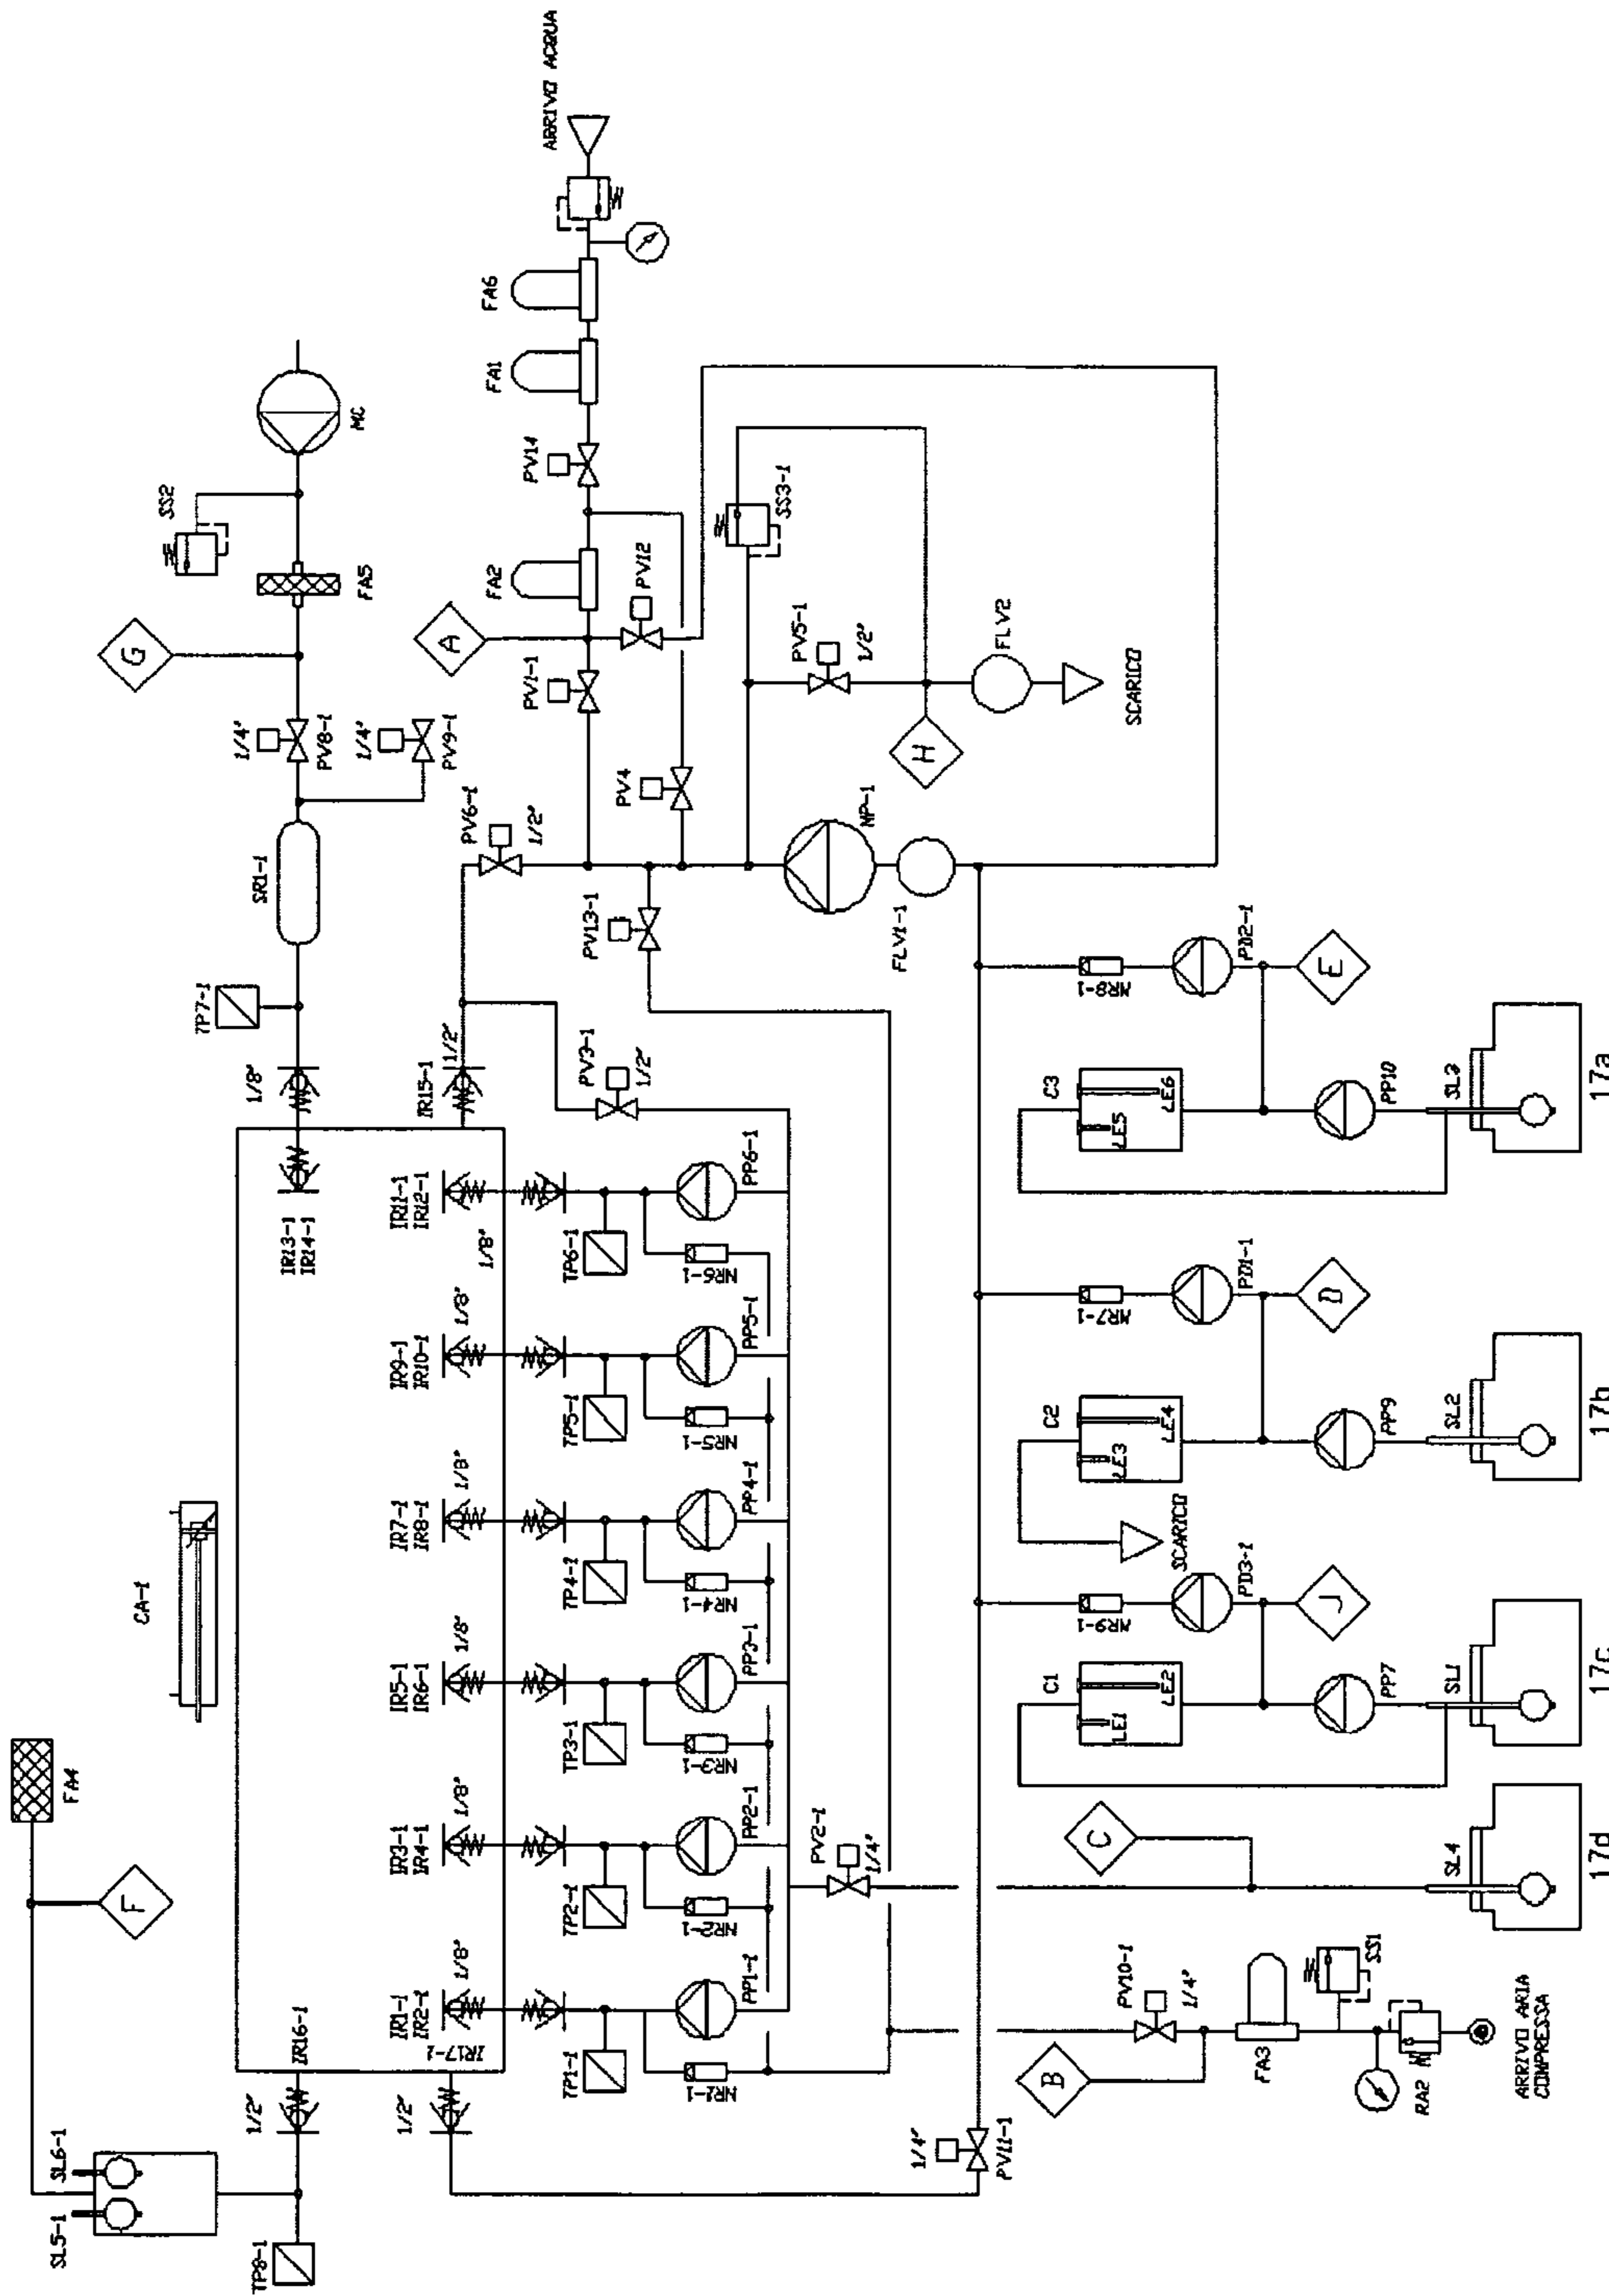 FA4
F
SL5-1
SL6-1
TP8-1
1/2"
IR16-1
CA-1
IR13-1
IR14-1
1/8"
TP7-1
SR1-1
1/4"
PV8-1
1/4"
PV9-1
G
FA5
SS2
MC
1/2"
IR17-1
IR1-1
IR2-1
1/8"
IR3-1
IR4-1
1/8"
IR5-1
IR6-1
1/8"
IR7-1
IR8-1
1/8"
IR9-1
IR10-1
1/8"
IR11-1
IR12-1
1/8"
IR15-1
1/2"
PV6-1
1/2"
A
PV1-1
FA2
PV12
PV14
FA1
FA6
ARRIVO ACQUA
TP1-1
TP2-1
TP3-1
TP4-1
TP5-1
TP6-1
PV3-1
1/2"
NR1-1
PP1-1
NR2-1
PP2-1
NR3-1
PP3-1
NR4-1
PP4-1
NR5-1
PP5-1
NR6-1
PP6-1
PV13-1
PV4
SS3-1
PV5-1
1/2"
MP-1
H
FLV2
FLV1-1
SCARICO
PV2-1
1/4"
1/4"
PV11-1
B
PV10-1
1/4"
C
C1
LE1
LE2
NR9-1
PD3-1
SCARICO
C2
LE3
LE4
NR7-1
PD1-1
C3
LE5
LE6
NR8-1
PD2-1
FA3
SS1
RA2
J
D
E
PP7
PP9
PP10
SL4
SL1
SL2
SL3
ARRIVO ARIA
COMPRESSA
17d
17c
17b
17a